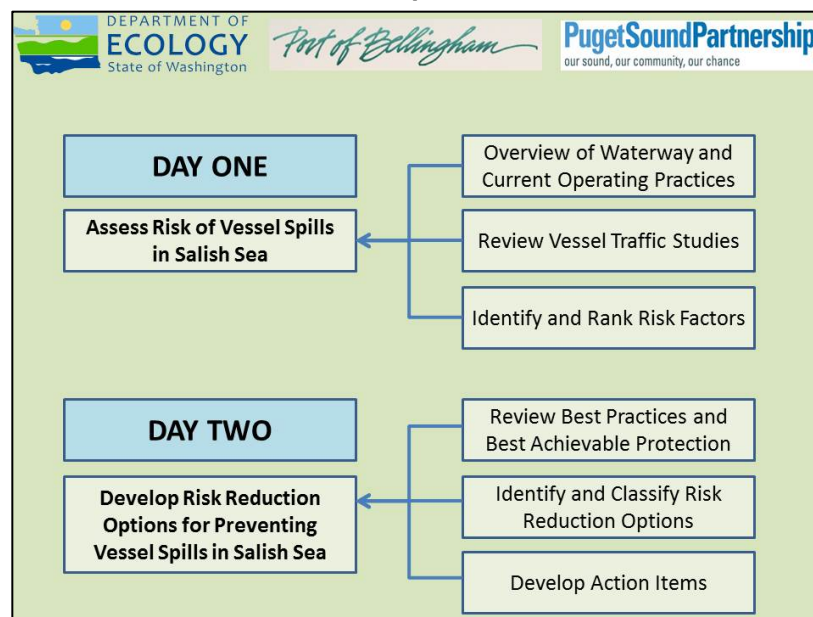 DEPARTMENT OF
ECOLOGY
State of Washington
Port of Bellingham
PugetSoundPartnership
our sound, our community, our chance
DAY ONE
Assess Risk of Vessel Spills
in Salish Sea
Overview of Waterway and
Current Operating Practices
Review Vessel Traffic Studies
Identify and Rank Risk Factors
DAY TWO
Develop Risk Reduction
Options for Preventing
Vessel Spills in Salish Sea
Review Best Practices and
Best Achievable Protection
Identify and Classify Risk
Reduction Options
Develop Action Items